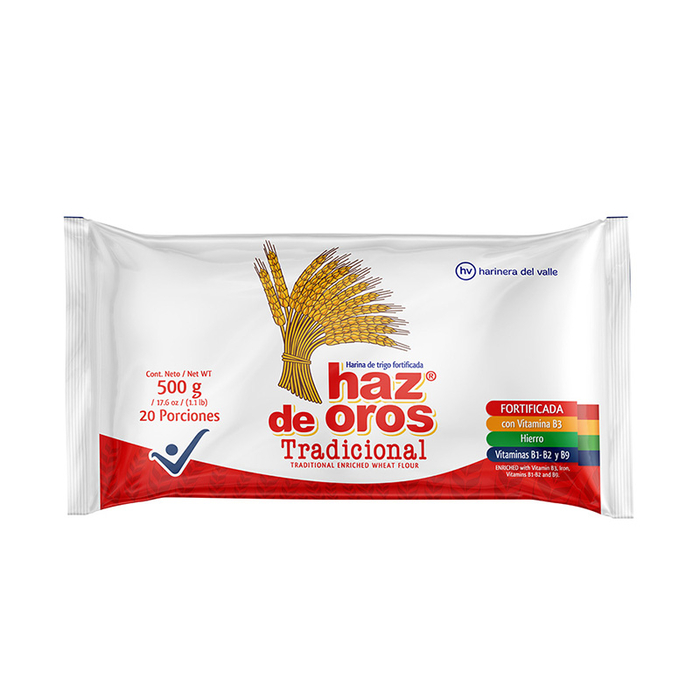 hv harinera del valle
Harina de trigo fortificada
haz®
de oros
Tradicional
TRADITIONAL ENRICHED WHEAT FLOUR
Cont. Neto / Net WT
500 g
/ 17.6 oz / (1.1 lb)
20 Porciones
FORTIFICADA
con Vitamina B3
Hierro
Vitaminas B1-B2 y B9
ENRICHED with Vitamin B3, Iron,
Vitamins B1-B2 and B9.